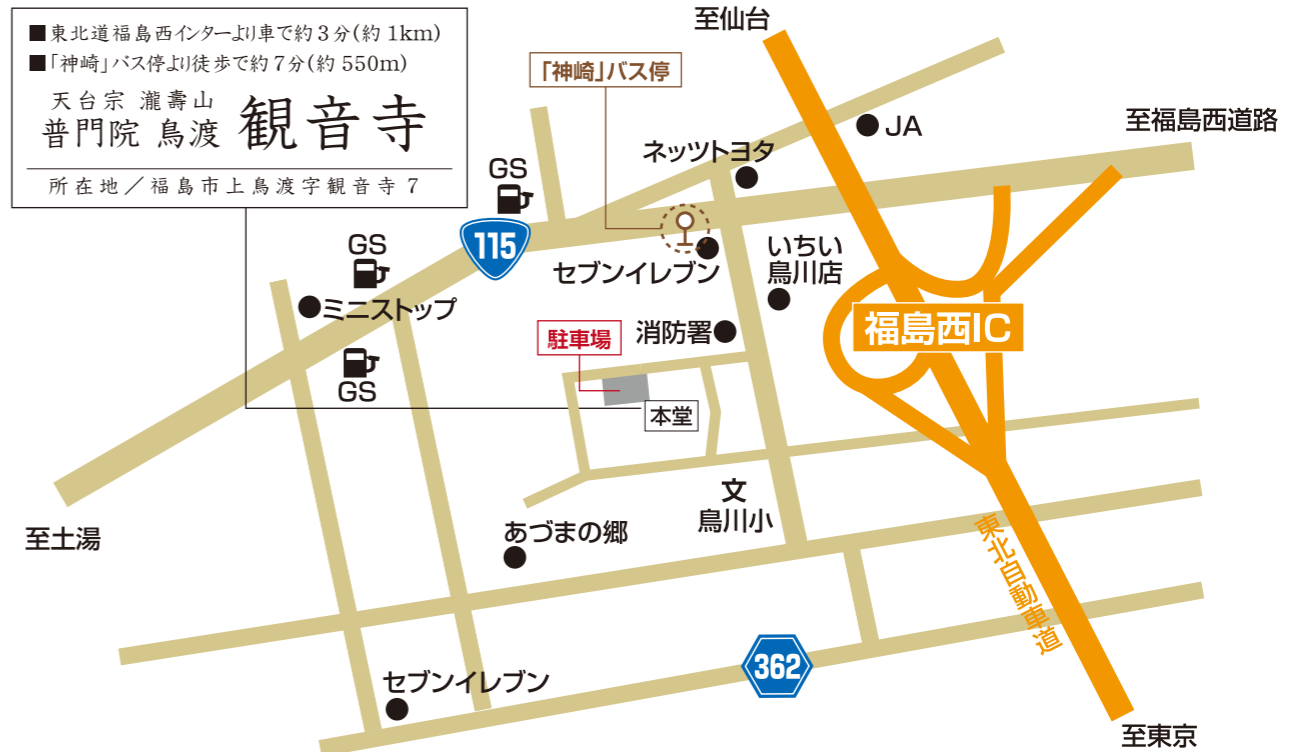 ■東北道福島西インターより車で約3分(約1km)
■「神崎」バス停より徒歩で約7分(約550m)
天台宗 瀧壽山
普門院 鳥渡 観音寺
所在地／福島市上鳥渡字観音寺 7
至仙台
「神崎」バス停
JA
至福島西道路
ネッツトヨタ
GS
115
GS
セブンイレブン
いちい
鳥川店
ミニストップ
福島西IC
駐車場
消防署
GS
本堂
文
鳥川小
至土湯
あづまの郷
東北自動車道
362
セブンイレブン
至東京